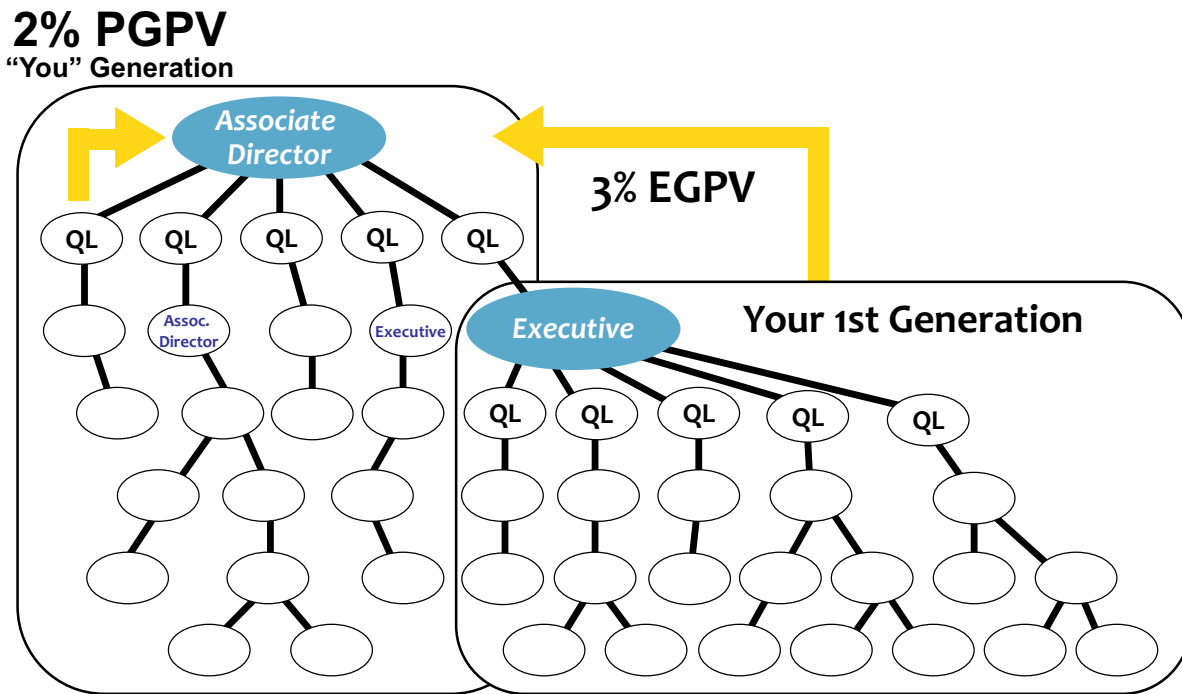 2% PGPV
“You” Generation
Associate
Director
3% EGPV
QL
QL
QL
QL
QL
Assoc.
Director
Executive
Executive
Your 1st Generation
QL
QL
QL
QL
QL